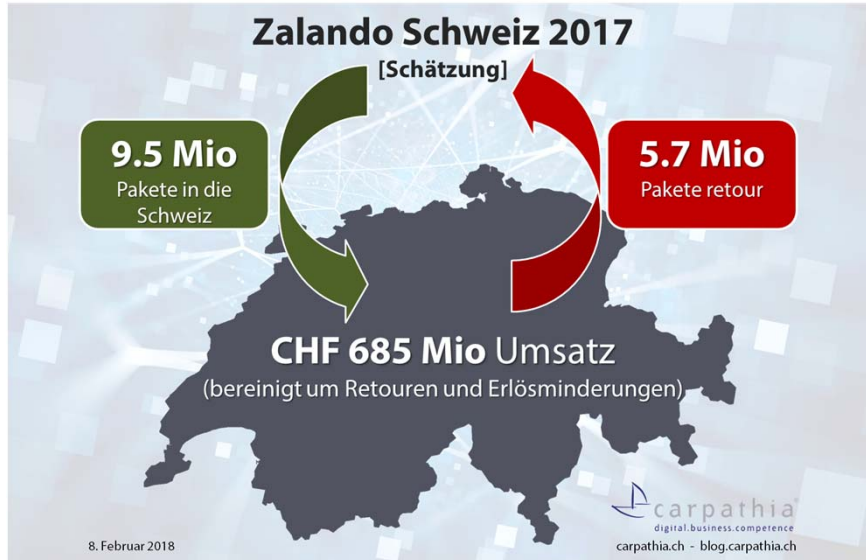 Zalando Schweiz 2017
[Schätzung]
9.5 Mio
Pakete in die
Schweiz
5.7 Mio
Pakete retour
CHF 685 Mio Umsatz
(bereinigt um Retouren und Erlösminderungen)
carpathia
digital.business.competence
8. Februar 2018
carpathia.ch - blog.carpathia.ch